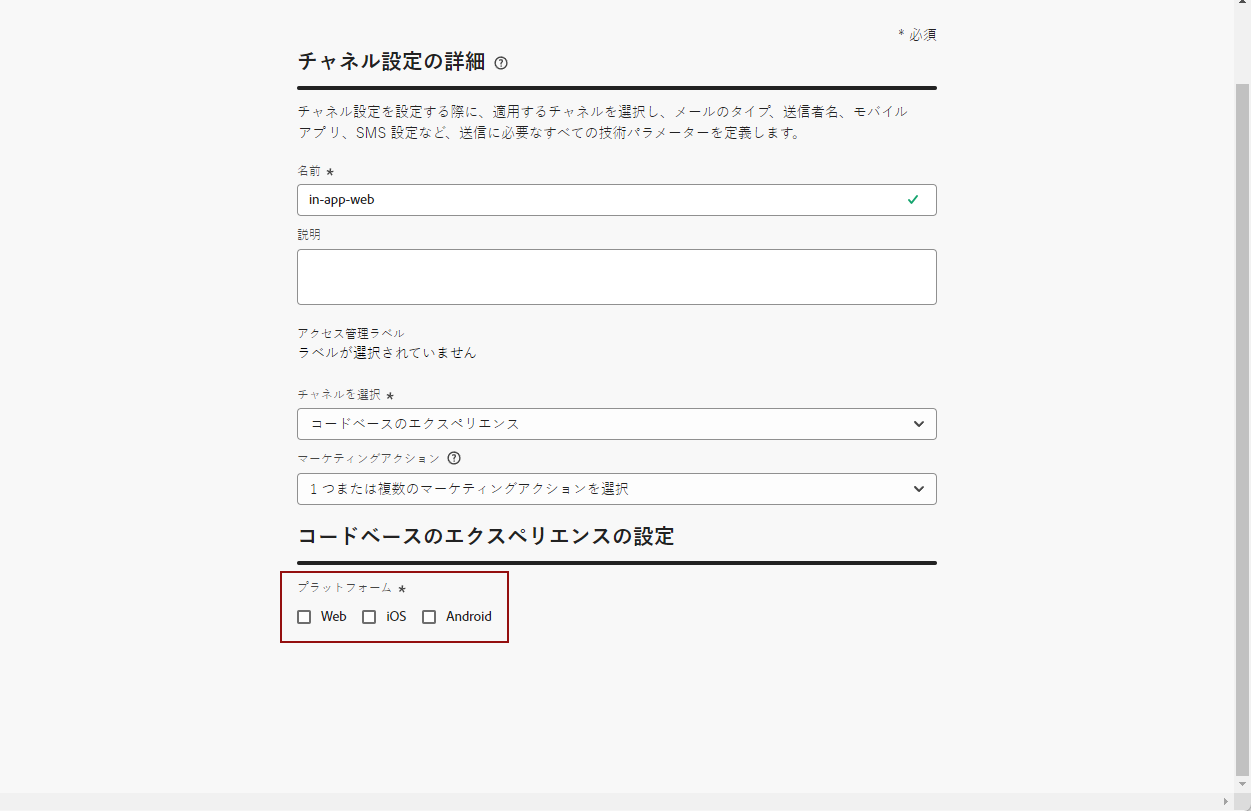 * 必須
チャネル設定の詳細
チャネル設定を設定する際に、適用するチャネルを選択し、メールのタイプ、送信者名、モバイル
アプリ、SMS 設定など、送信に必要なすべての技術パラメーターを定義します。
名前 *
in-app-web
説明
アクセス管理ラベル
ラベルが選択されていません
チャネルを選択 *
コードベースのエクスペリエンス
マーケティングアクション
1 つまたは複数のマーケティングアクションを選択
コードベースのエクスペリエンスの設定
プラットフォーム *
Web iOS Android